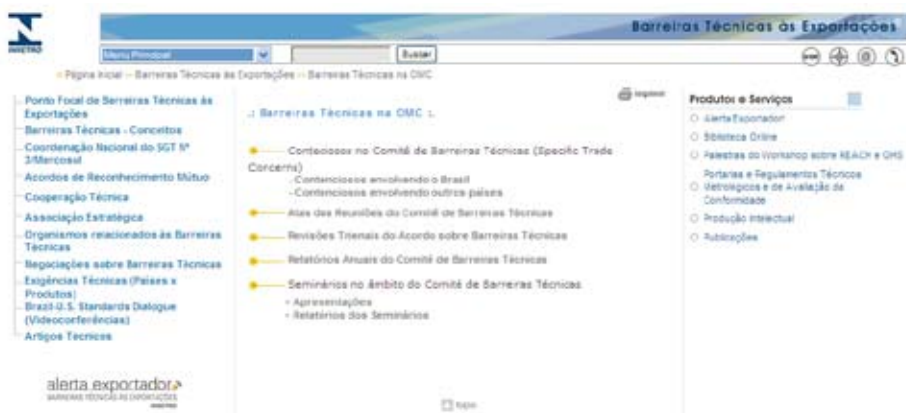 Barreiras Técnicas às Exportações
INMETRO
Menu Principal
Buscar
Página Inicial » Barreiras Técnicas às Exportações » Barreiras Técnicas na OMC
Ponto Focal de Barreiras Técnicas às
Exportações
Barreiras Técnicas - Conceitos
Coordenação Nacional do SGT Nº
3/Mercosul
Acordos de Reconhecimento Mútuo
Cooperação Técnica
Associação Estratégica
Organismos relacionados às Barreiras
Técnicas
Negociações sobre Barreiras Técnicas
Exigências Técnicas (Países x
Produtos)
Brazil-U.S. Standards Dialogue
(Videoconferências)
Artigos Técnicos
alerta exportador
BARREIRAS TÉCNICAS ÀS EXPORTAÇÕES
INMETRO
Imprimir
.: Barreiras Técnicas na OMC :.
Contenciosos no Comitê de Barreiras Técnicas (Specific Trade
Concerns)
- Contenciosos envolvendo o Brasil
- Contenciosos envolvendo outros países
Atas das Reuniões do Comitê de Barreiras Técnicas
Revisões Trienais do Acordo sobre Barreiras Técnicas
Relatórios Anuais do Comitê de Barreiras Técnicas
Seminários no âmbito do Comitê de Barreiras Técnicas
- Apresentações
- Relatórios dos Seminários
topo
Produtos e Serviços
Alerta Exportador!
Biblioteca Online
Palestras do Workshop sobre REACH e GHS
Portarias e Regulamentos Técnicos
Metrológicos e de Avaliação da
Conformidade
Produção Intelectual
Publicações